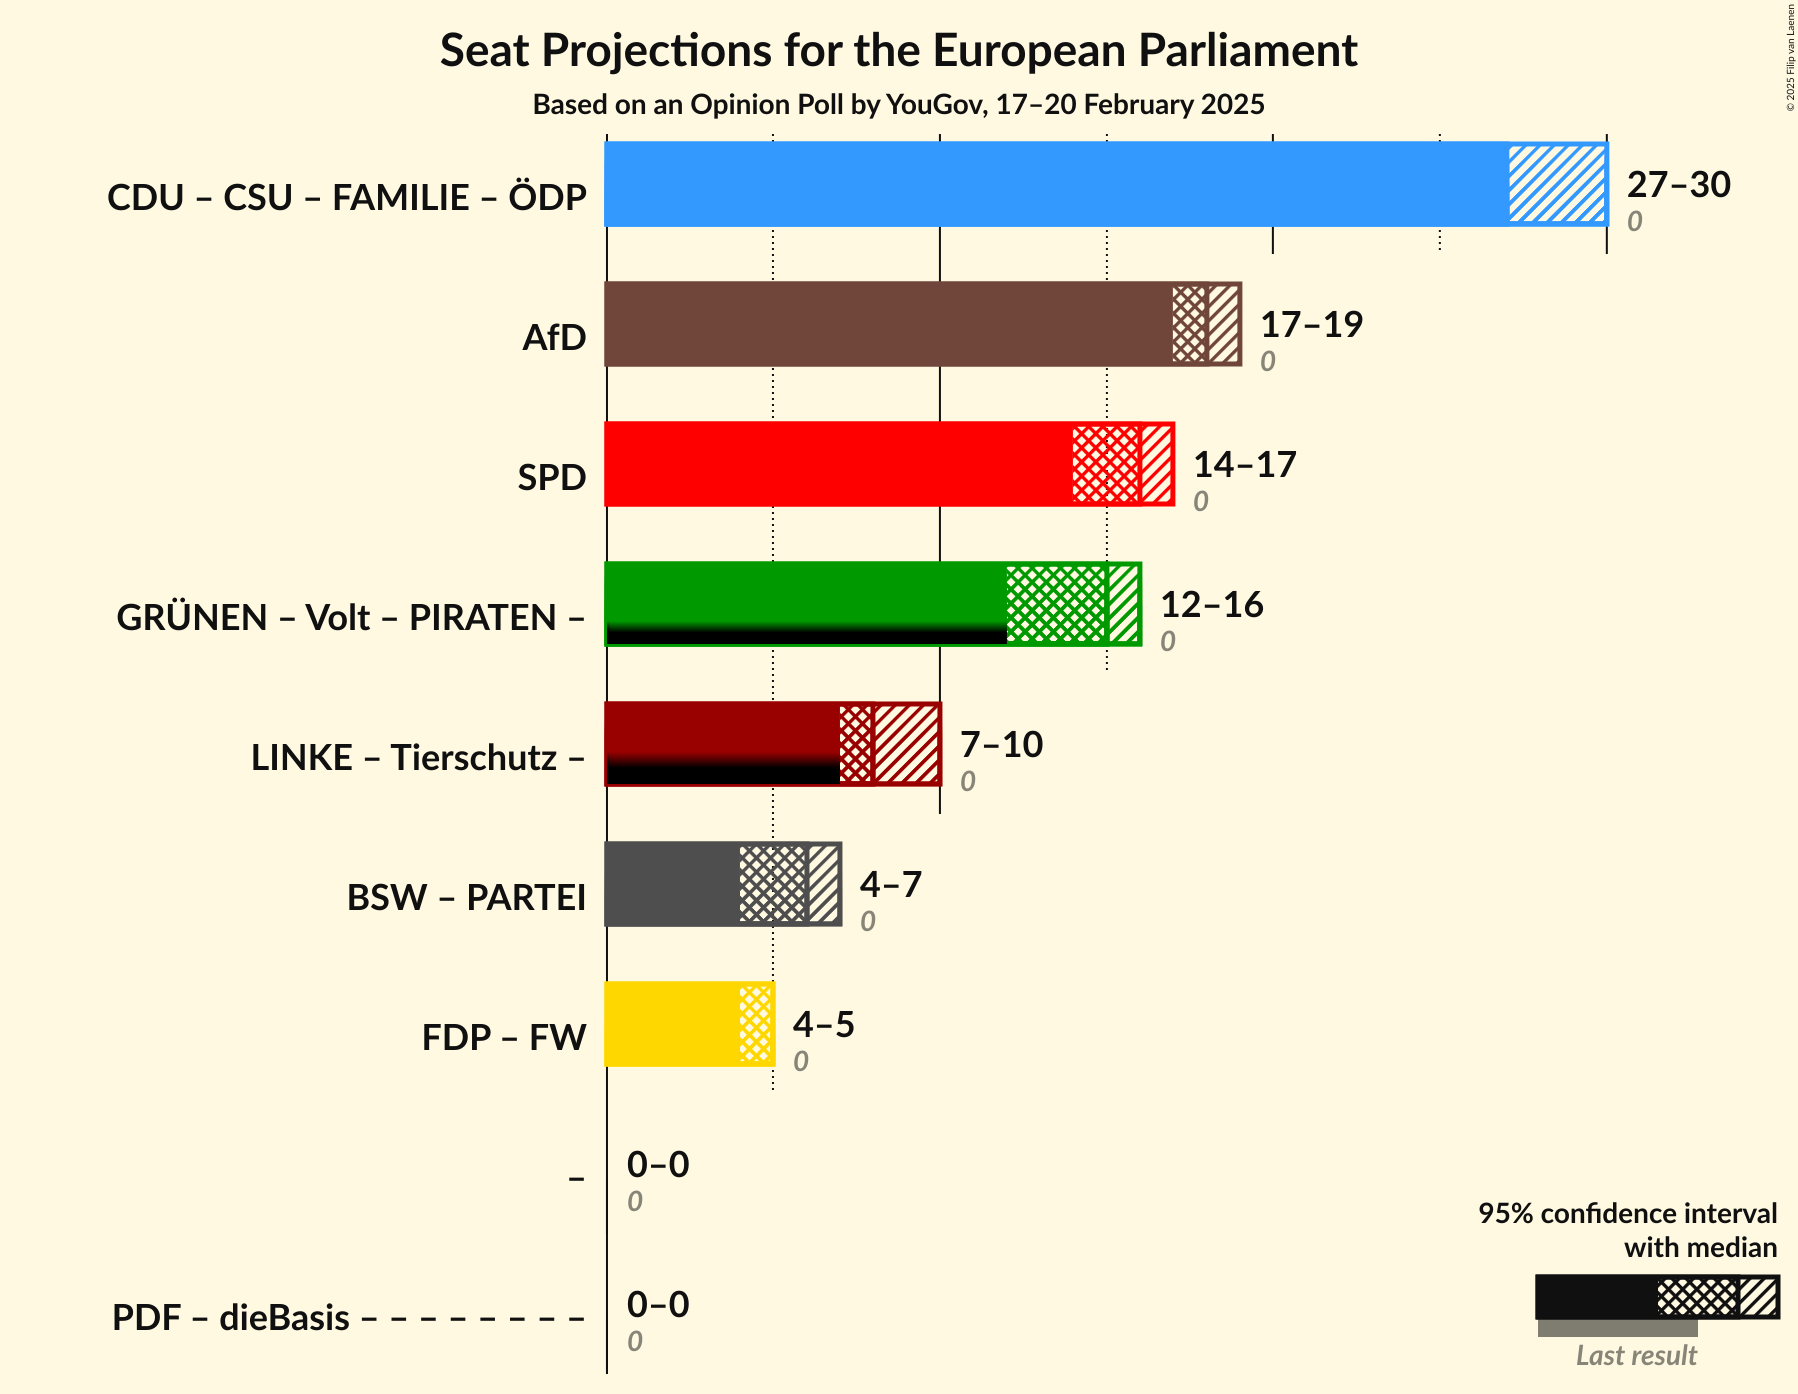 Seat Projections for the European Parliament
Based on an Opinion Poll by YouGov, 17–20 February 2025
© 2025 Filip van Laenen
CDU – CSU – FAMILIE – ÖDP
27–30
0
AfD
17–19
0
SPD
14–17
0
GRÜNEN – Volt – PIRATEN –
12–16
0
LINKE – Tierschutz –
7–10
0
BSW – PARTEI
4–7
0
FDP – FW
4–5
0
–
0–0
0
PDF – dieBasis – – – – – – – –
0–0
0
95% confidence interval
with median
Last result